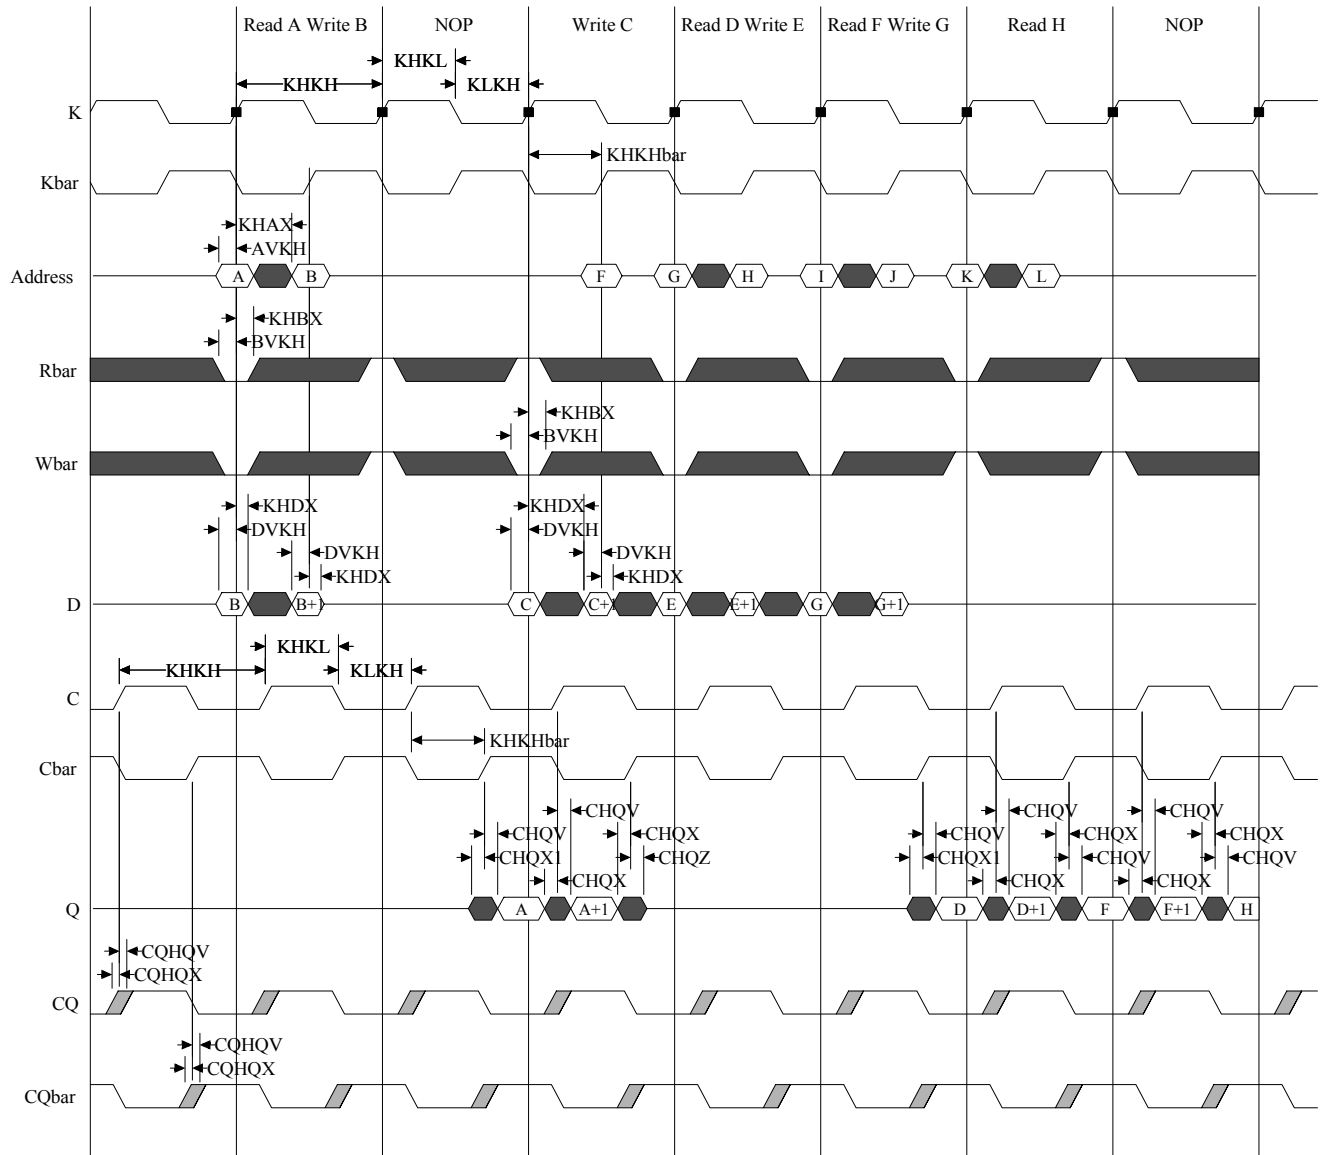 Read A Write B NOP Write C Read D Write E Read F Write G Read H NOP
KHKL
KHKH KLKH
K
KHKHbar
Kbar
KHAX
AVKH
Address A B F G H I J K L
KHBX
BVKH
Rbar
KHBX
BVKH
Wbar
KHDX KHDX
DVKH DVKH
DVKH DVKH
KHDX KHDX
D B B+1 C C+1 E E+1 G G+1
KHKL
KHKH KLKH
C
KHKHbar
Cbar
CHQV CHQV CHQV
CHQV CHQX CHQV CHQX CHQX
CHQX1 CHQZ CHQX1 CHQV CHQV
CHQX CHQX CHQX
Q A A+1 D D+1 F F+1 H
CQHQV
CQHQX
CQ
CQHQV
CQHQX
CQbar